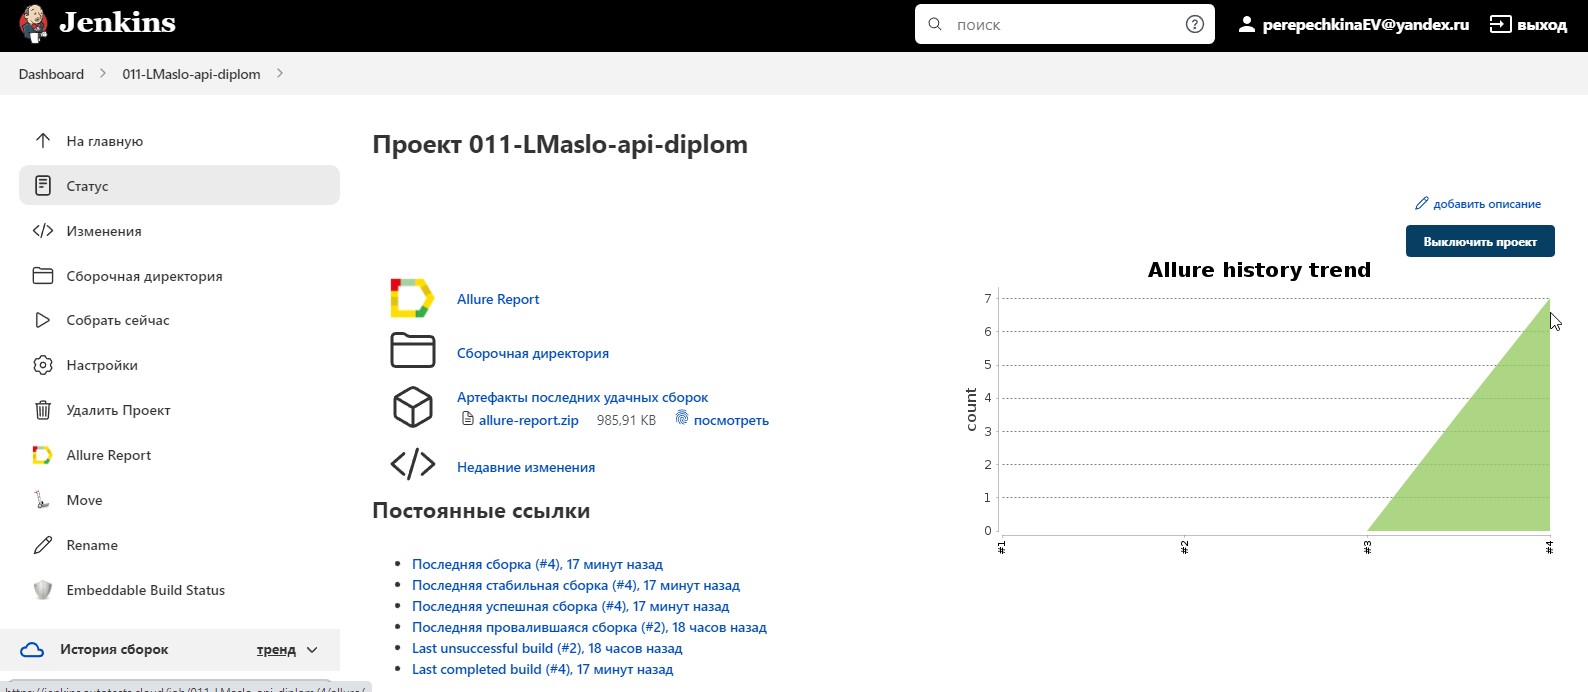 Jenkins
поиск
perepechkinaEV@yandex.ru
выход
Dashboard
011-LMaslo-api-diplom
На главную
Статус
Изменения
Сборочная директория
Собрать сейчас
Настройки
Удалить Проект
Allure Report
Move
Rename
Embeddable Build Status
История сборок
тренд
Проект 011-LMaslo-api-diplom
добавить описание
Выключить проект
Allure Report
Сборочная директория
Артефакты последних удачных сборок
allure-report.zip 985,91 KB посмотреть
Недавние изменения
Постоянные ссылки
Последняя сборка (#4), 17 минут назад
Последняя стабильная сборка (#4), 17 минут назад
Последняя успешная сборка (#4), 17 минут назад
Последняя провалившаяся сборка (#2), 18 часов назад
Last unsuccessful build (#2), 18 часов назад
Last completed build (#4), 17 минут назад
Allure history trend
count
7
6
5
4
3
2
1
0
#1
#2
#3
#4